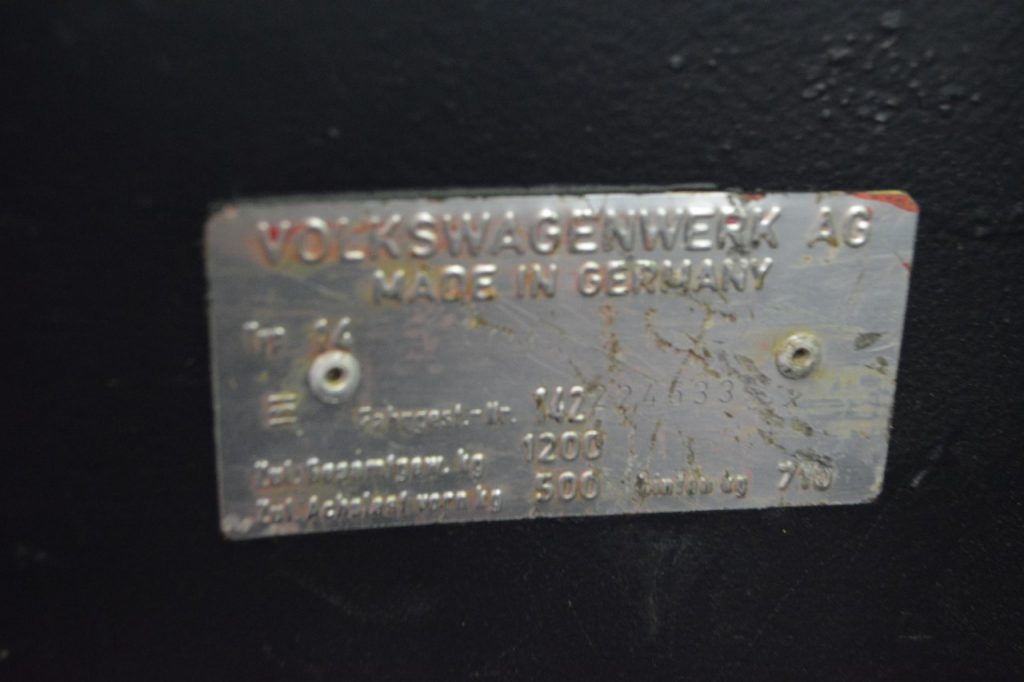 VOLKSWAGENWERK AG
MADE IN GERMANY
Typ 14
Fahrgest.-Nr. 142
Zul. Gesamtgew. kg 1200
Zul. Achslast vorn kg 500 hinten kg 710